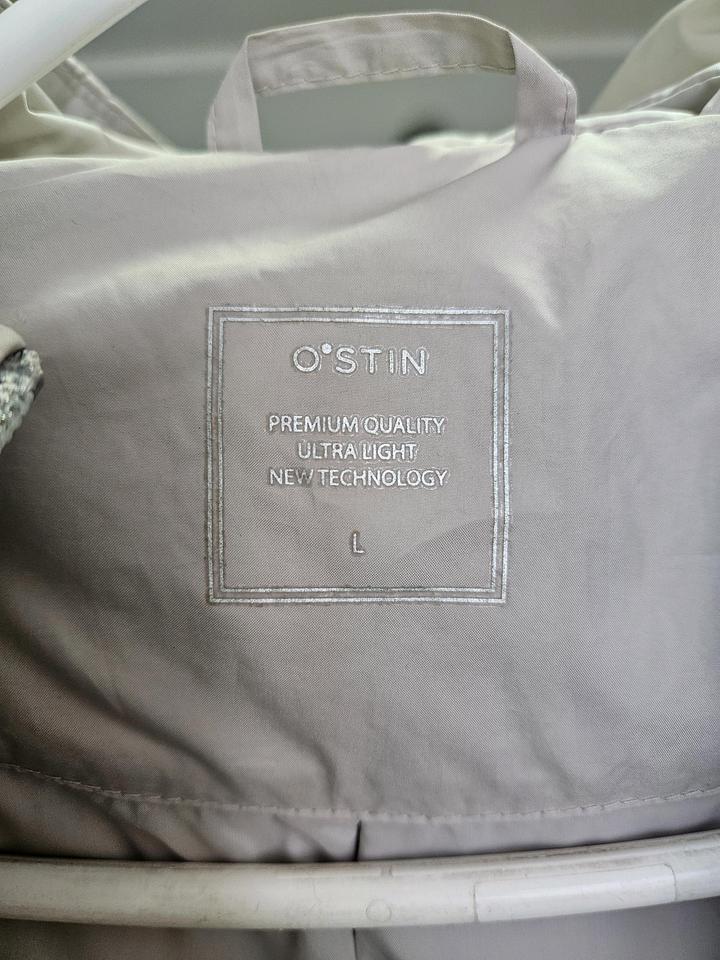 O'STIN
PREMIUM QUALITY
ULTRA LIGHT
NEW TECHNOLOGY
L